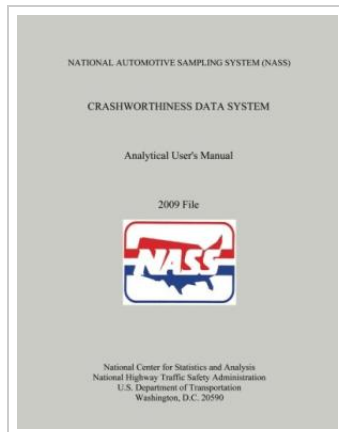 NATIONAL AUTOMOTIVE SAMPLING SYSTEM (NASS)
CRASHWORTHINESS DATA SYSTEM
Analytical User's Manual
2009 File
NASS
National Center for Statistics and Analysis
National Highway Traffic Safety Administration
U.S. Department of Transportation
Washington, D.C. 20590